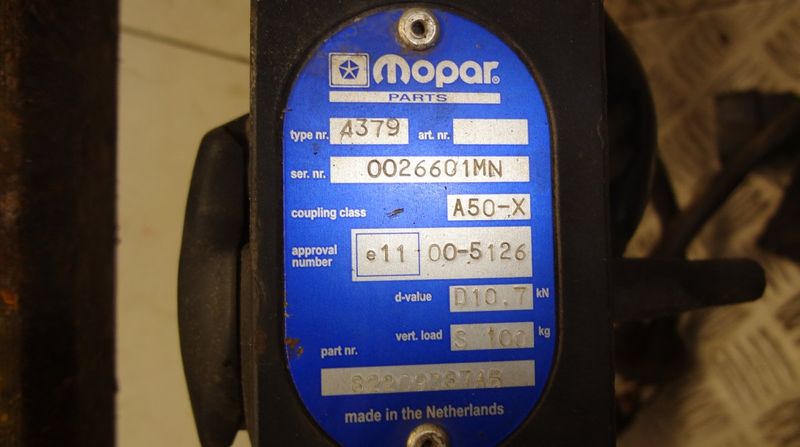 mopar®
PARTS
type nr. A379 art. nr.
ser. nr. 0026601MN
coupling class A50-X
approval number e11 00-5126
d-value D10.7 kN
vert. load S 100 kg
part nr.
made in the Netherlands